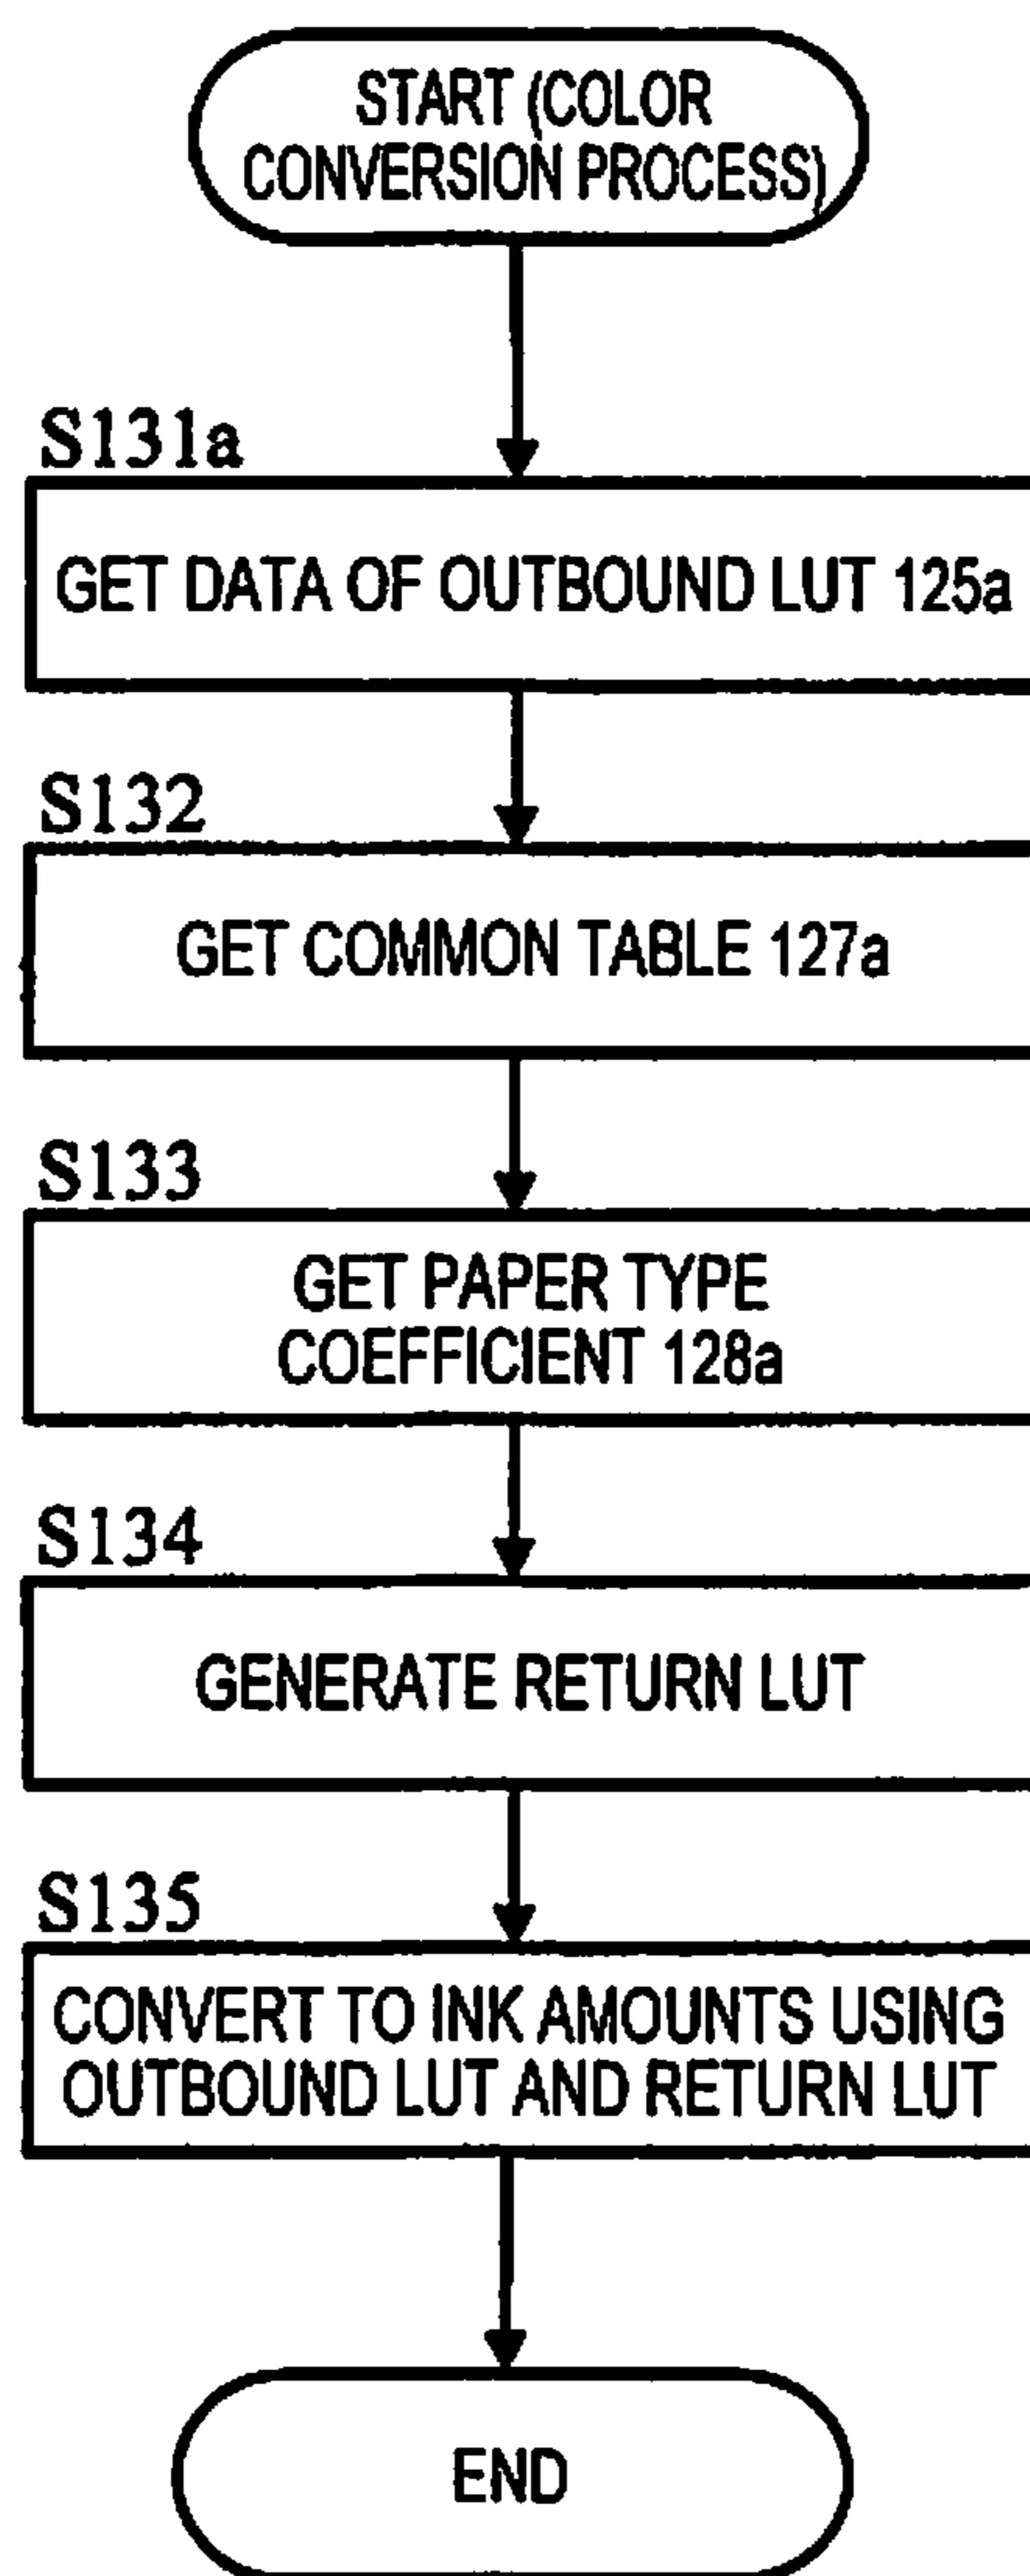 START (COLOR
CONVERSION PROCESS)
S131a
GET DATA OF OUTBOUND LUT 125a
S132
GET COMMON TABLE 127a
S133
GET PAPER TYPE
COEFFICIENT 128a
S134
GENERATE RETURN LUT
S135
CONVERT TO INK AMOUNTS USING
OUTBOUND LUT AND RETURN LUT
END